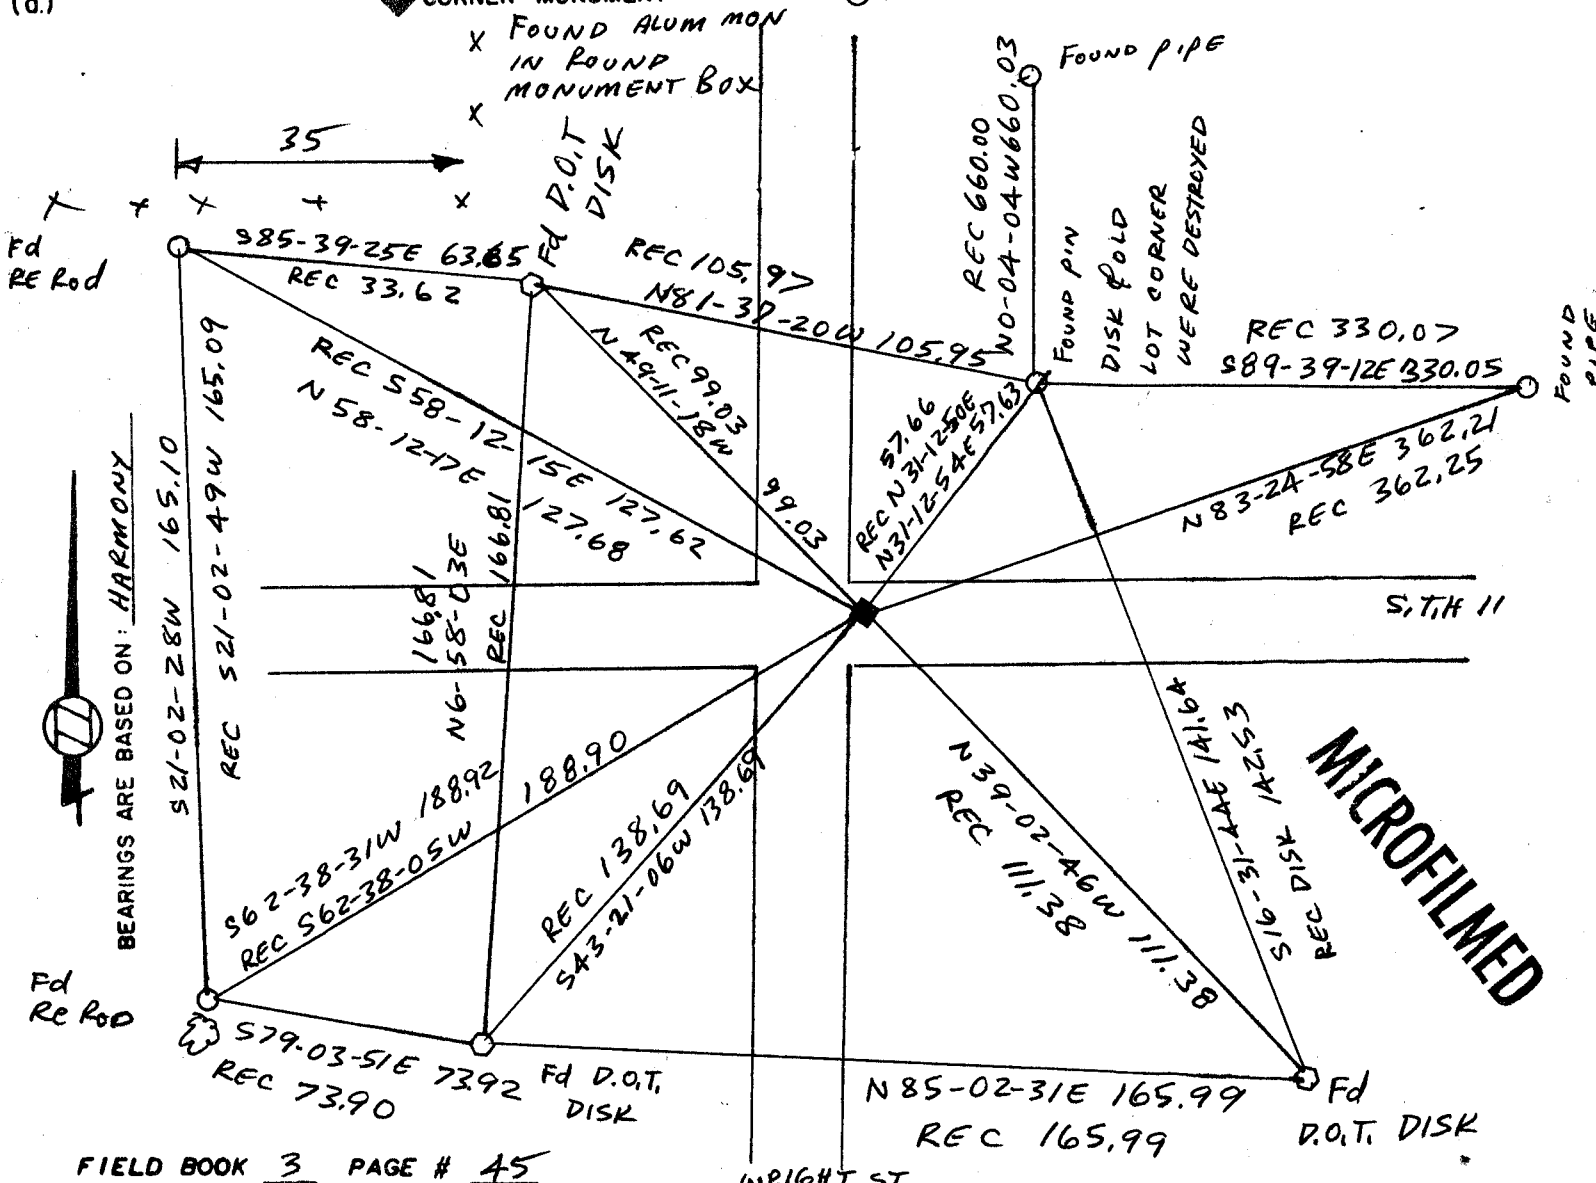 (d.)
CORNER MONUMENT
x FOUND ALUM MON
IN ROUND
x MONUMENT BOX
35
Fd
RE Rod
S85-39-25E 63.65
REC 33.62
Fd D.O.T
DISK
REC 105.97
N81-37-20W 105.95
REC 660.00
N0-04-04W 660.03
FOUND PIPE
FOUND PIN
DISK & OLD
LOT CORNER
WERE DESTROYED
REC 330.07
S89-39-12E 330.05
FOUND
PIPE
REC S58-12-15E 127.62
N58-12-17E 127.68
REC 99.03
N49-11-18W
99.03
57.66
REC N31-12-50E
N31-12-54E 57.63
N83-24-58E 362.21
REC 362.25
S.T.H 11
BEARINGS ARE BASED ON: HARMONY
S21-02-28W 165.10
REC S21-02-49W 165.09
166.81
N6-58-03E
REC 166.81
S62-38-31W 188.92
REC S62-38-05W 188.90
REC 138.69
S43-21-06W 138.69
N39-02-46W 111.38
REC 111.38
S16-31-44E 141.64
REC DISK 142.53
MICROFILMED
Fd
Re Rod
S79-03-51E 73.92
REC 73.90
Fd D.O.T.
DISK
N85-02-31E 165.99
REC 165.99
Fd
D.O.T. DISK
FIELD BOOK 3 PAGE # 45
WRIGHT ST